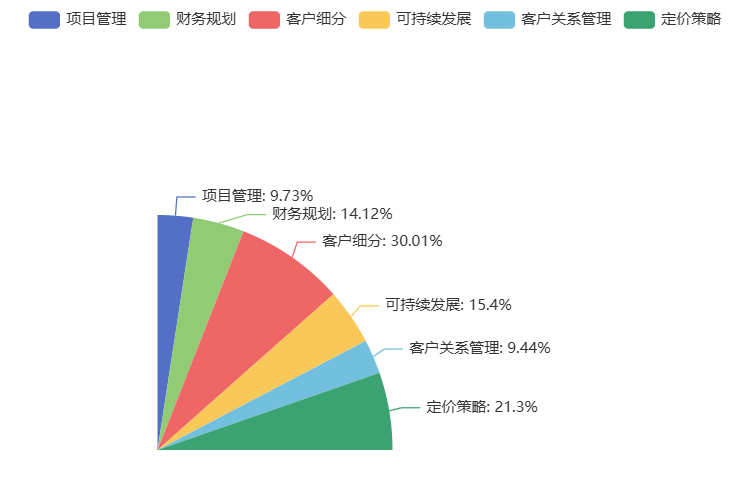 项目管理 财务规划 客户细分 可持续发展 客户关系管理 定价策略
项目管理: 9.73%
财务规划: 14.12%
客户细分: 30.01%
可持续发展: 15.4%
客户关系管理: 9.44%
定价策略: 21.3%